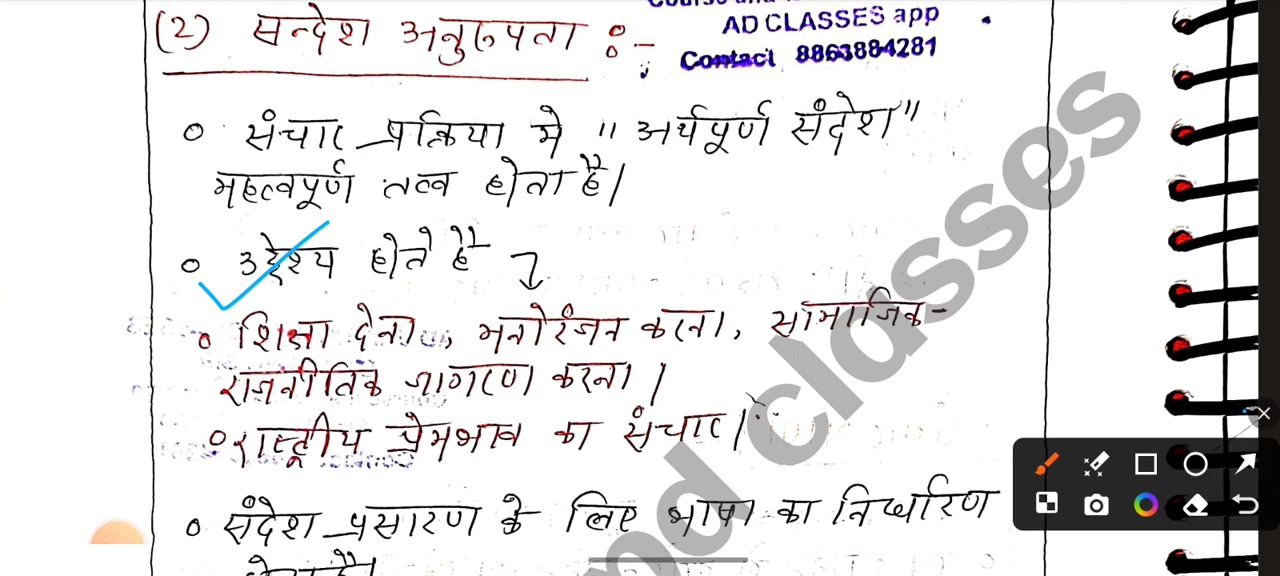 (2) सन्देश अनुरूपता :-
AD CLASSES app
Contact 8863884281
० संचार प्रक्रिया मे "अर्थपूर्ण संदेश"
महत्वपूर्ण तत्व होता है।
० उद्देश्य होते है
० शिक्षा देना, मनोरंजन करना, सामाजिक-
राजनीतिक जागरण करना।
० राष्ट्रीय प्रेमभाव का संचार।
० संदेश प्रसारण के लिए भाषा का निर्धारण
nd classes